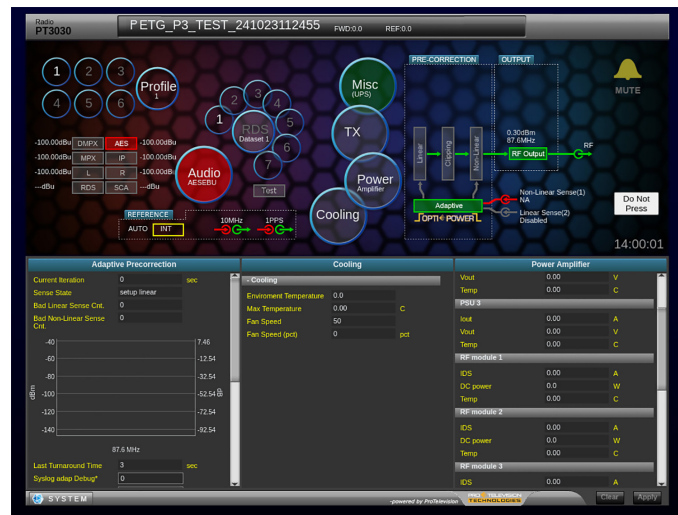 Radio
PT3030
PETG_P3_TEST_241023112455 FWD:0.0 REF:0.0
PRE-CORRECTION OUTPUT
1 2 3
4 5 6
Profile
1
1 2 3 4 5 6 7
RDS
Dataset 1
Test
Misc
(UPS)
TX
Power
Amplifier
Cooling
MUTE
-100.00dBu DMPX AES -100.00dBu
-100.00dBu MPX IP -100.00dBu
-100.00dBu L R -100.00dBu
---dBu RDS SCA ---dBu
Audio
AESEBU
REFERENCE
AUTO INT
10MHz 1PPS
Linear
Clipping
Non-Linear
0.30dBm
87.6MHz
RF Output
RF
Adaptive
OPTI POWER
Non-Linear Sense(1)
NA
Linear Sense(2)
Disabled
Do Not
Press
14:00:01
Adaptive Precorrection
Current Iteration 0 sec
Sense State setup linear
Bad Linear Sense Cnt. 0
Bad Non-Linear Sense
Cnt. 0
-40 7.46
-60 -12.54
-80 -32.54
-100 -52.54
-120 -72.54
-140 -92.54
dBm
dB
87.6 MHz
Last Turnaround Time 3 sec
Syslog adap Debug* 0
Cooling
- Cooling
Enviroment Temperature 0.0
Max Temperature 0.00 C
Fan Speed 50
Fan Speed (pct) 0 pct
Power Amplifier
Vout 0.00 V
Temp 0.00 C
PSU 3
Iout 0.00 A
Vout 0.00 V
Temp 0.00 C
RF module 1
IDS 0.00 A
DC power 0.0 W
Temp 0.00 C
RF module 2
IDS 0.00 A
DC power 0.0 W
Temp 0.00 C
RF module 3
IDS 0.00 A
SYSTEM
-powered by ProTelevision
PRO TELEVISION
TECHNOLOGIES
Clear Apply